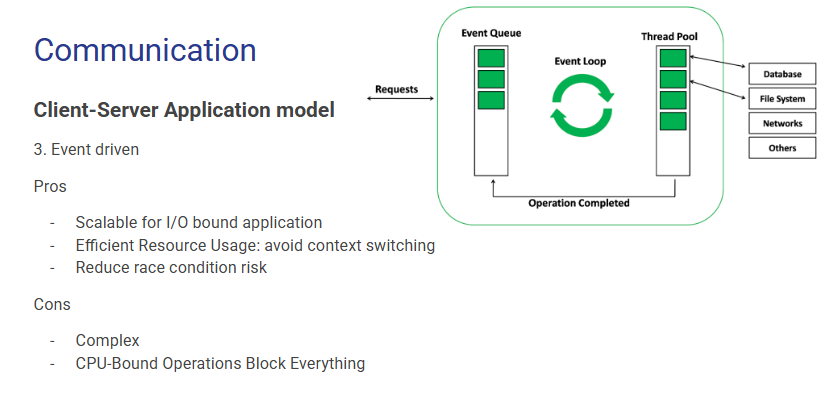 Communication
Client-Server Application model
3. Event driven
Pros
- Scalable for I/O bound application
- Efficient Resource Usage: avoid context switching
- Reduce race condition risk
Cons
- Complex
- CPU-Bound Operations Block Everything
Requests
Event Queue
Event Loop
Thread Pool
Operation Completed
Database
File System
Networks
Others